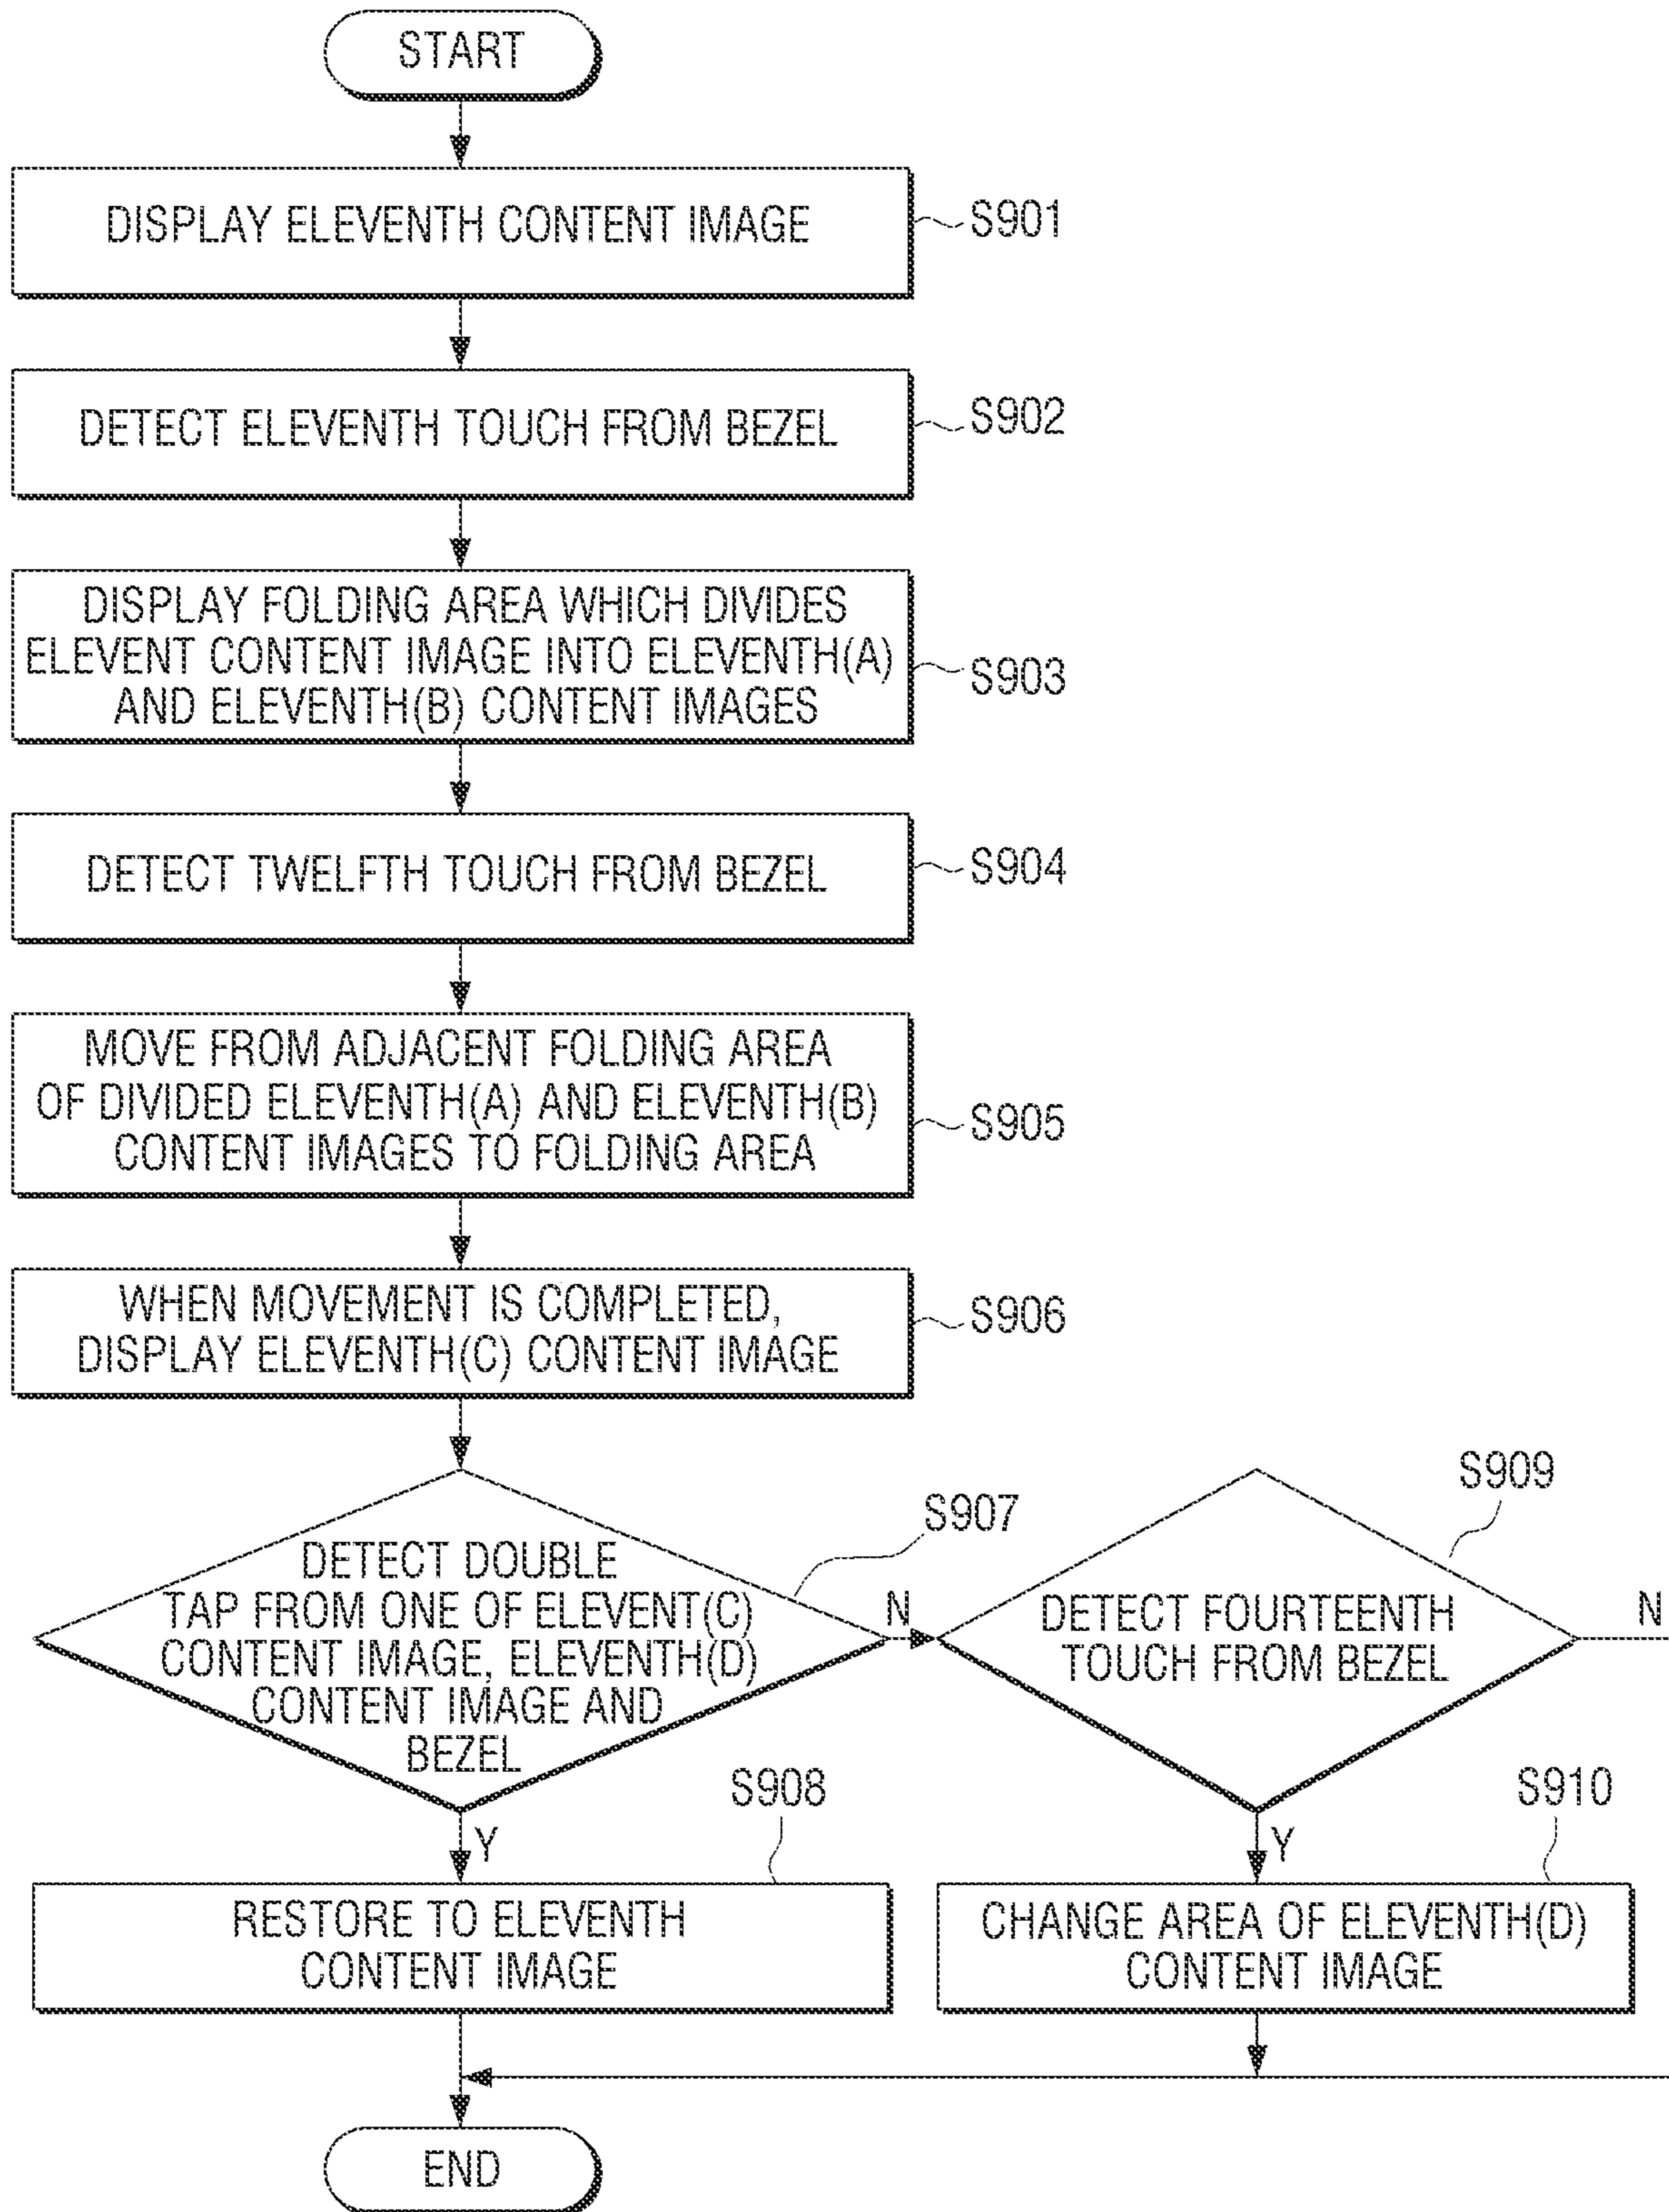 START
DISPLAY ELEVENTH CONTENT IMAGE
S901
DETECT ELEVENTH TOUCH FROM BEZEL
S902
DISPLAY FOLDING AREA WHICH DIVIDES
ELEVENT CONTENT IMAGE INTO ELEVENTH(A)
AND ELEVENTH(B) CONTENT IMAGES
S903
DETECT TWELFTH TOUCH FROM BEZEL
S904
MOVE FROM ADJACENT FOLDING AREA
OF DIVIDED ELEVENTH(A) AND ELEVENTH(B)
CONTENT IMAGES TO FOLDING AREA
S905
WHEN MOVEMENT IS COMPLETED,
DISPLAY ELEVENTH(C) CONTENT IMAGE
S906
DETECT DOUBLE
TAP FROM ONE OF ELEVENT(C)
CONTENT IMAGE, ELEVENTH(D)
CONTENT IMAGE AND
BEZEL
S907
N
DETECT FOURTEENTH
TOUCH FROM BEZEL
S909
N
Y
S908
RESTORE TO ELEVENTH
CONTENT IMAGE
Y
S910
CHANGE AREA OF ELEVENTH(D)
CONTENT IMAGE
END